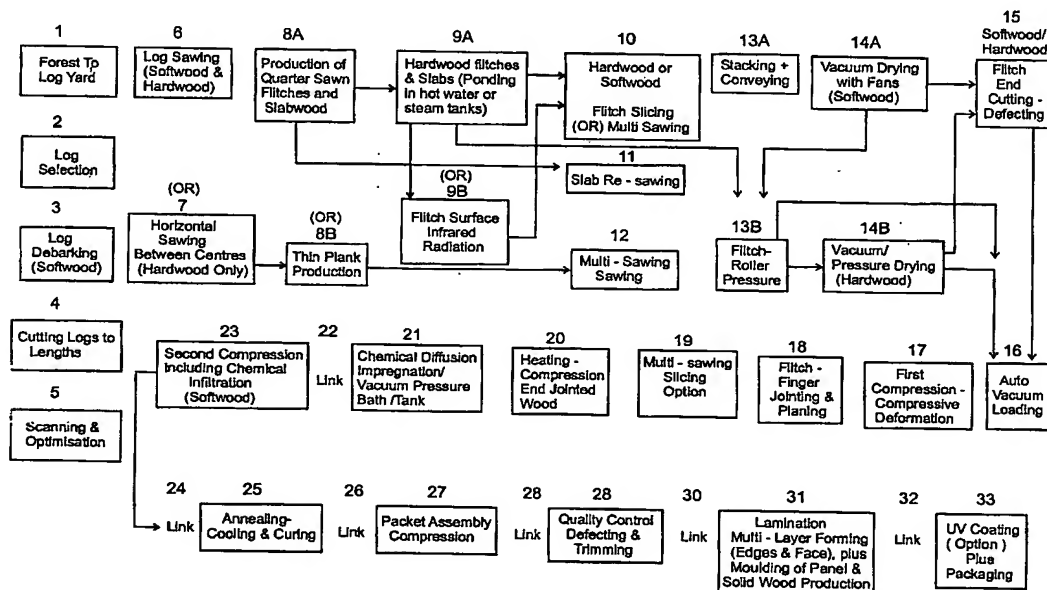 1
Forest To
Log Yard
2
Log
Selection
3
Log
Debarking
(Softwood)
4
Cutting Logs to
Lengths
5
Scanning &
Optimisation
6
Log Sawing
(Softwood &
Hardwood)
(OR)
7
Horizontal
Sawing
Between Centres
(Hardwood Only)
8A
Production of
Quarter Sawn
Flitches and
Slabwood
(OR)
8B
Thin Plank
Production
9A
Hardwood flitches
& Slabs (Ponding
in hot water or
steam tanks)
(OR)
9B
Flitch Surface
Infrared
Radiation
10
Hardwood or
Softwood
Flitch Slicing
(OR) Multi Sawing
11
Slab Re - sawing
12
Multi - Sawing
Sawing
13A
Stacking +
Conveying
13B
Flitch-
Roller
Pressure
14A
Vacuum Drying
with Fans
(Softwood)
14B
Vacuum/
Pressure Drying
(Hardwood)
15
Softwood/
Hardwood
Flitch
End
Cutting -
Defecting
16
Auto
Vacuum
Loading
17
First
Compression -
Compressive
Deformation
18
Flitch -
Finger
Jointing &
Planing
19
Multi - sawing
Slicing
Option
20
Heating -
Compression
End Jointed
Wood
21
Chemical Diffusion
Impregnation/
Vacuum Pressure
Bath /Tank
22
Link
23
Second Compression
Including Chemical
Infiltration
(Softwood)
24
Link
25
Annealing-
Cooling & Curing
26
Link
27
Packet Assembly
Compression
28
Link
28
Quality Control
Defecting &
Trimming
30
Link
31
Lamination
Multi - Layer Forming
(Edges & Face), plus
Moulding of Panel &
Solid Wood Production
32
Link
33
UV Coating
( Option )
Plus
Packaging